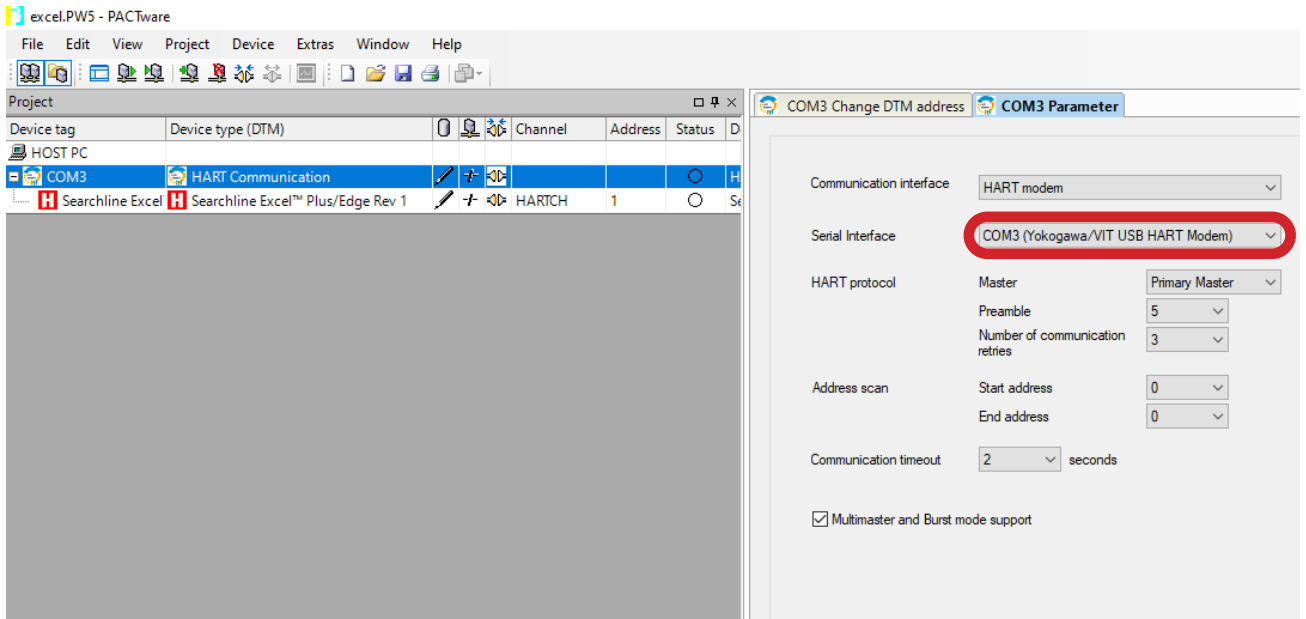 excel.PW5 - PACTware
File Edit View Project Device Extras Window Help
Project
Device tag Device type (DTM) Channel Address Status D
HOST PC
COM3 HART Communication H
H Searchline Excel H Searchline Excel™ Plus/Edge Rev 1 HARTCH 1 Se
COM3 Change DTM address COM3 Parameter
Communication interface HART modem
Serial Interface COM3 (Yokogawa/VIT USB HART Modem)
HART protocol Master Primary Master
Preamble 5
Number of communication
retries 3
Address scan Start address 0
End address 0
Communication timeout 2 seconds
Multimaster and Burst mode support